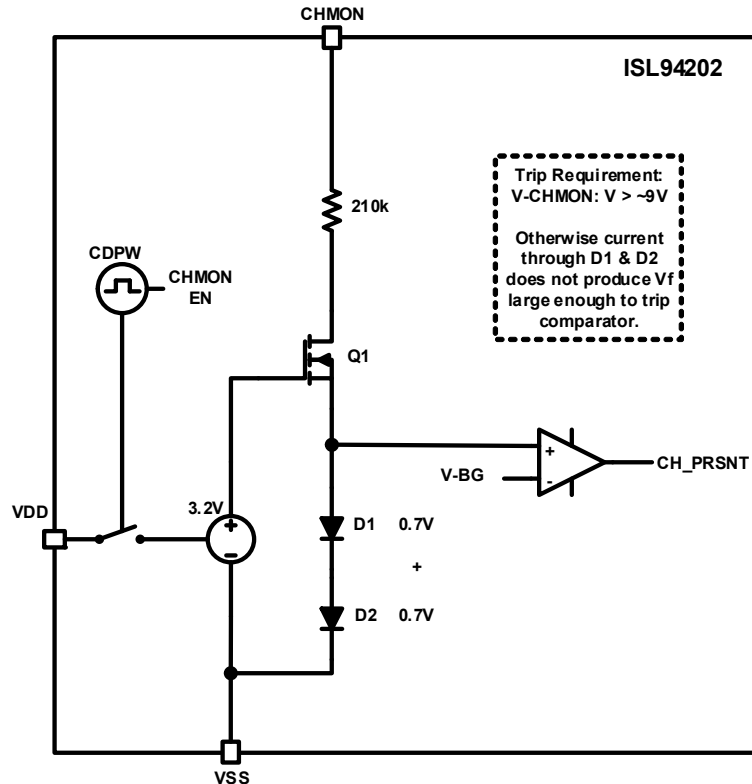 CHMON
ISL94202
Trip Requirement:
V-CHMON: V > ~9V
Otherwise current
through D1 & D2
does not produce Vf
large enough to trip
comparator.
210k
CDPW
CHMON
EN
Q1
+
-
V-BG
CH_PRSNT
VDD
3.2V
+
-
D1 0.7V
+
D2 0.7V
VSS